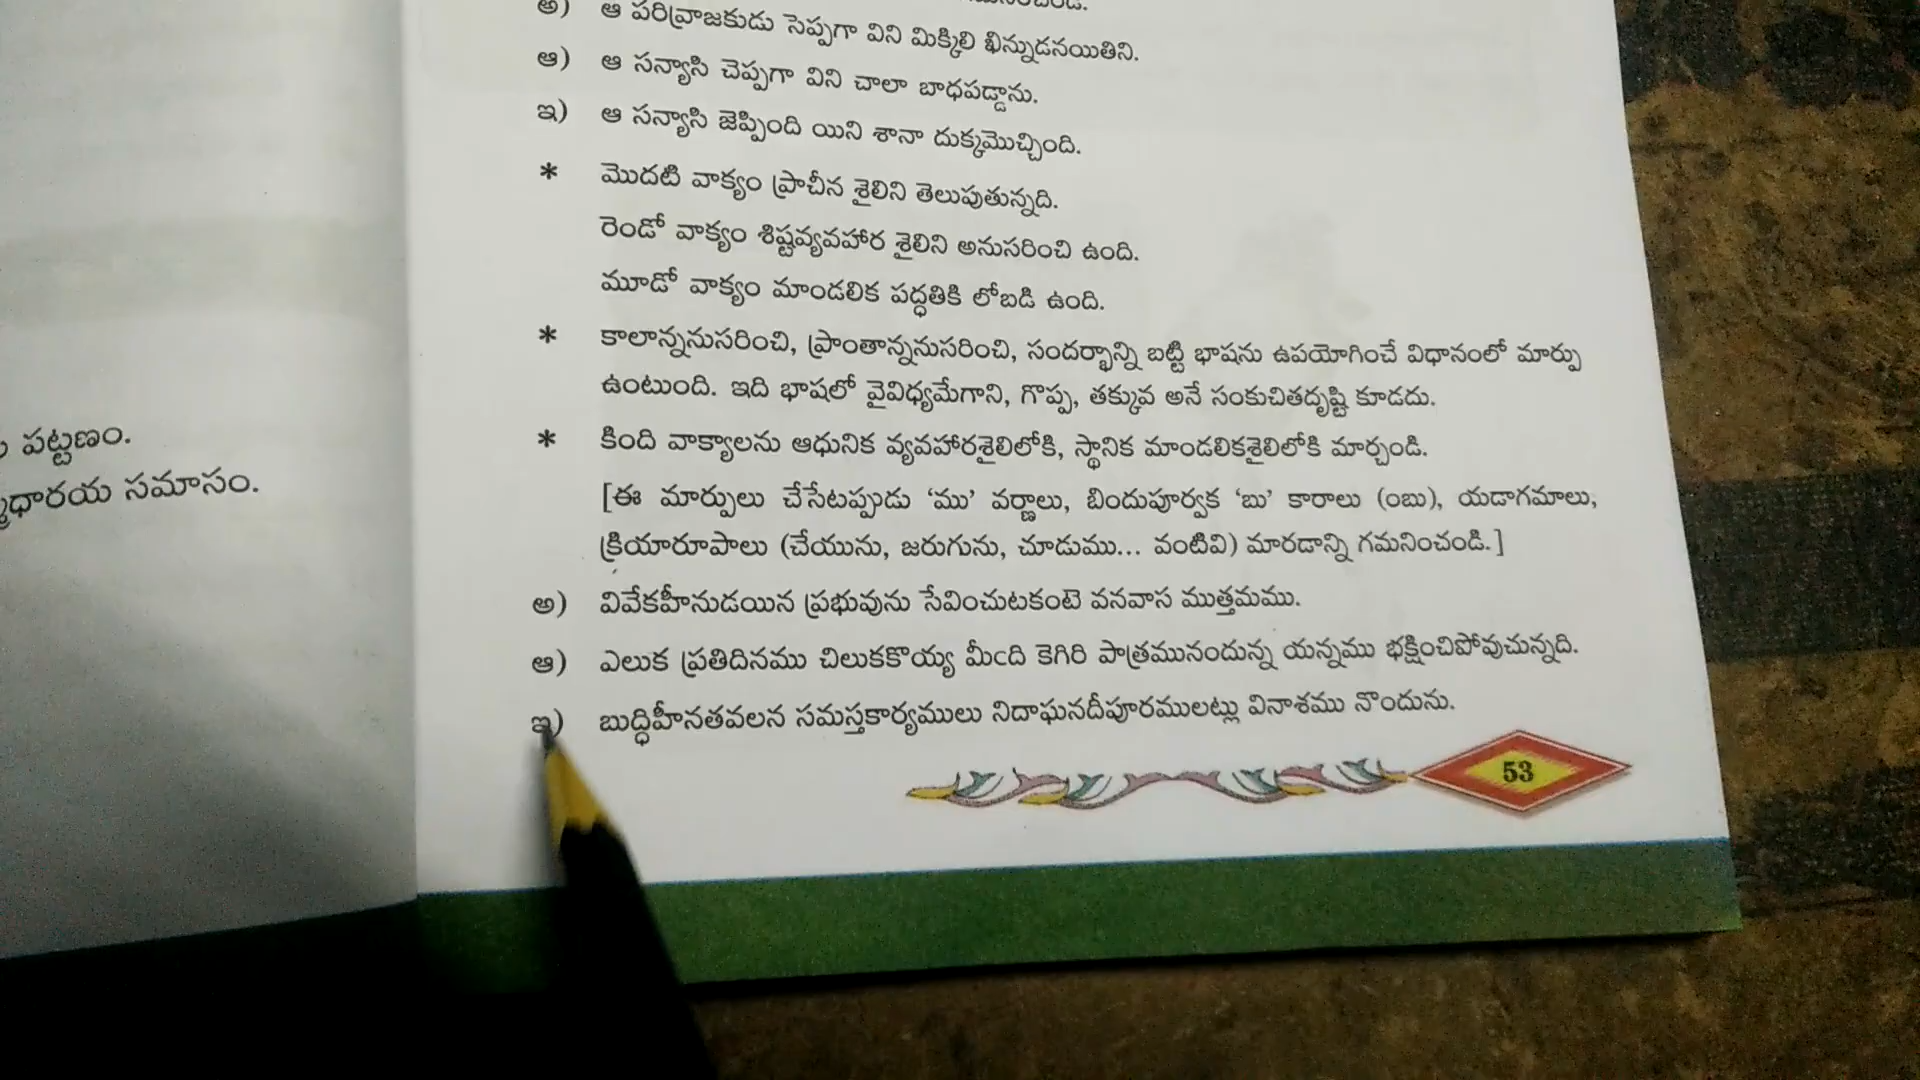 అ) ఆ పరివ్రాజకుడు సెప్పగా విని మిక్కిలి ఖిన్నుడనయితిని.
ఆ) ఆ సన్యాసి చెప్పగా విని చాలా బాధపడ్డాను.
ఇ) ఆ సన్యాసి జెప్పింది యిని శానా దుక్కమొచ్చింది.
* మొదటి వాక్యం ప్రాచీన శైలిని తెలుపుతున్నది.
రెండో వాక్యం శిష్టవ్యవహార శైలిని అనుసరించి ఉంది.
మూడో వాక్యం మాండలిక పద్ధతికి లోబడి ఉంది.
* కాలాన్ననుసరించి, ప్రాంతాన్ననుసరించి, సందర్భాన్ని బట్టి భాషను ఉపయోగించే విధానంలో మార్పు
ఉంటుంది. ఇది భాషలో వైవిధ్యమేగాని, గొప్ప, తక్కువ అనే సంకుచితదృష్టి కూడదు.
* కింది వాక్యాలను ఆధునిక వ్యవహారశైలిలోకి, స్థానిక మాండలికశైలిలోకి మార్చండి.
[ఈ మార్పులు చేసేటప్పుడు ‘ము’ వర్ణాలు, బిందుపూర్వక ‘బు’ కారాలు (ంబు), యడాగమాలు,
క్రియారూపాలు (చేయును, జరుగును, చూడుము... వంటివి) మారడాన్ని గమనించండి.]
అ) వివేకహీనుడయిన ప్రభువును సేవించుటకంటె వనవాస ముత్తమము.
ఆ) ఎలుక ప్రతిదినము చిలుకకొయ్య మీఁది కెగిరి పాత్రమునందున్న యన్నము భక్షించిపోవుచున్నది.
ఇ) బుద్ధిహీనతవలన సమస్తకార్యములు నిదాఘనదీపూరములట్లు వినాశము నొందును.
53
పట్టణం.
సమాసం.